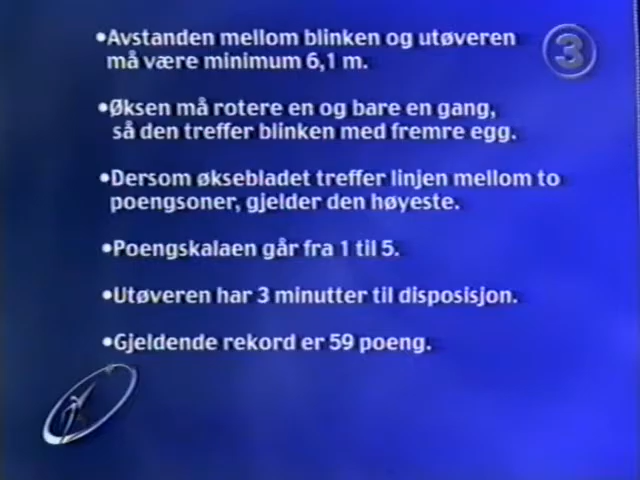 3
•Avstanden mellom blinken og utøveren
må være minimum 6,1 m.
•Øksen må rotere en og bare en gang,
så den treffer blinken med fremre egg.
•Dersom øksebladet treffer linjen mellom to
poengsoner, gjelder den høyeste.
•Poengskalaen går fra 1 til 5.
•Utøveren har 3 minutter til disposisjon.
•Gjeldende rekord er 59 poeng.